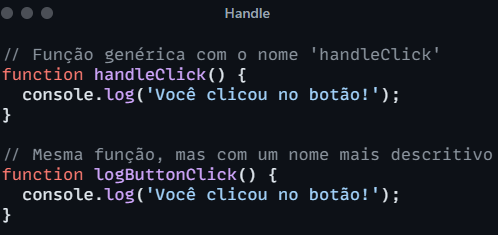 Handle
// Função genérica com o nome 'handleClick'
function handleClick() {
  console.log('Você clicou no botão!');
}
// Mesma função, mas com um nome mais descritivo
function logButtonClick() {
  console.log('Você clicou no botão!');
}